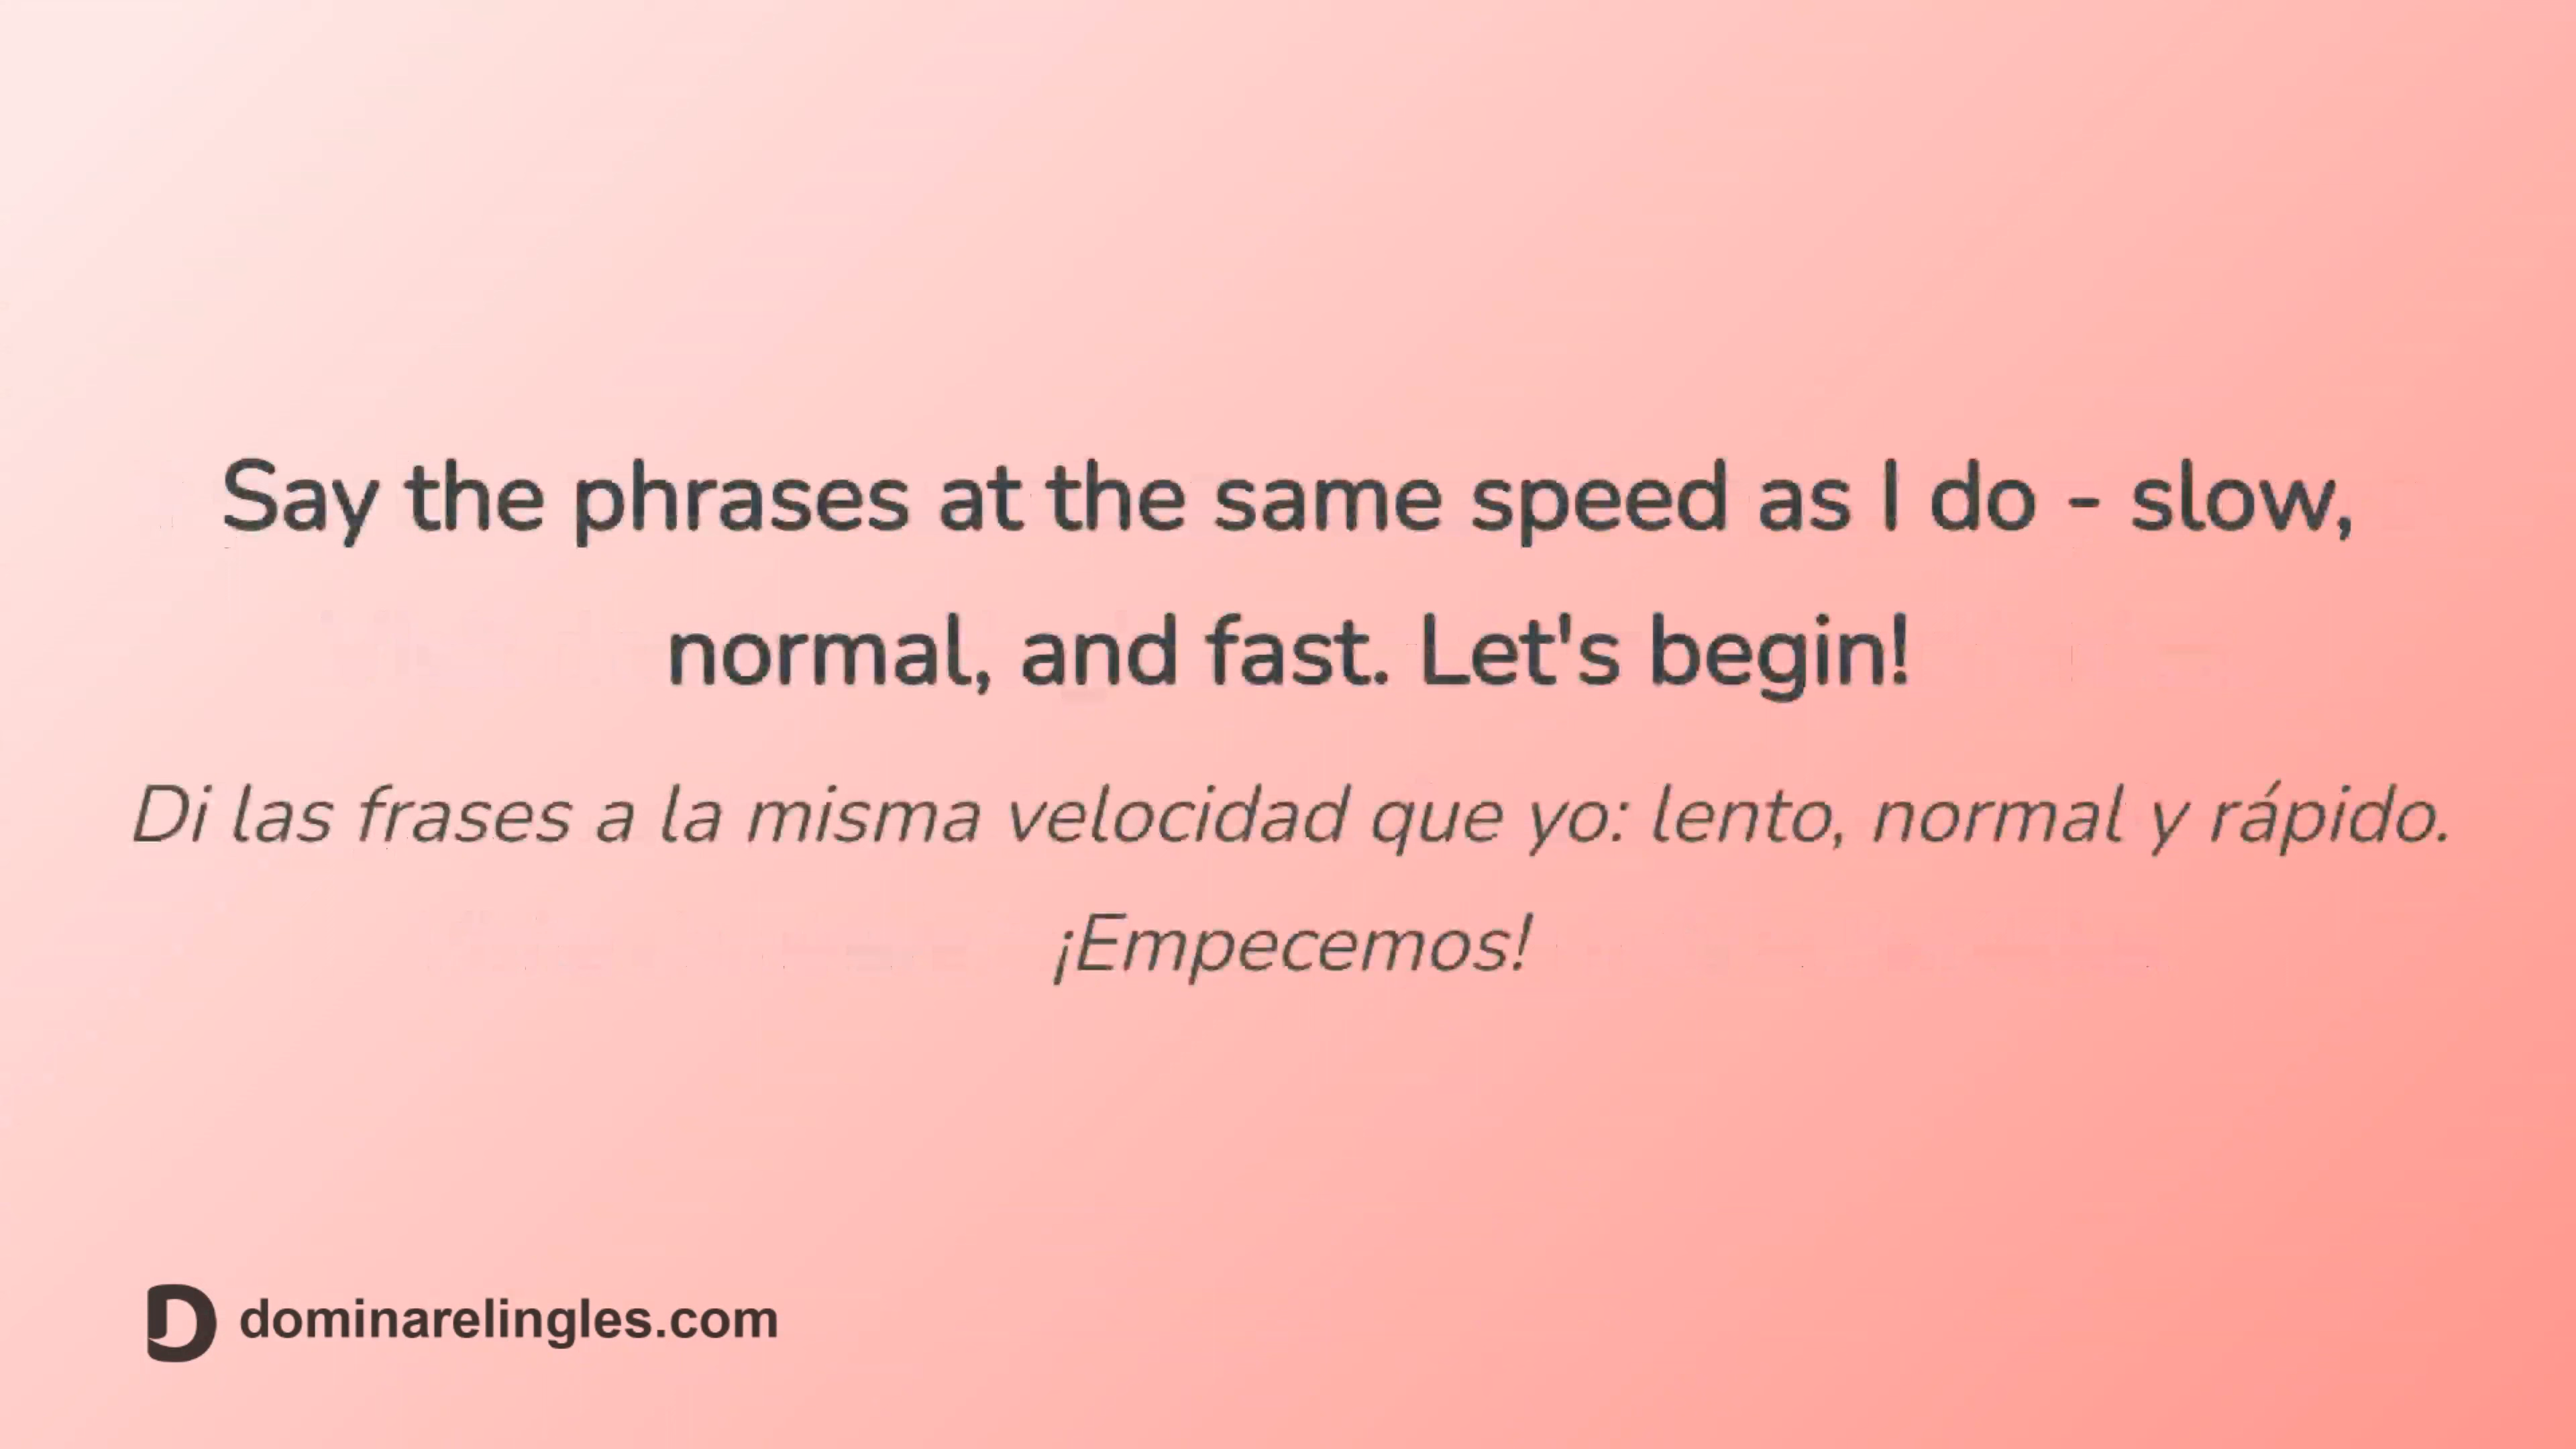 Say the phrases at the same speed as I do - slow,
normal, and fast. Let's begin!
Di las frases a la misma velocidad que yo: lento, normal y rápido.
¡Empecemos!
D dominarelingles.com